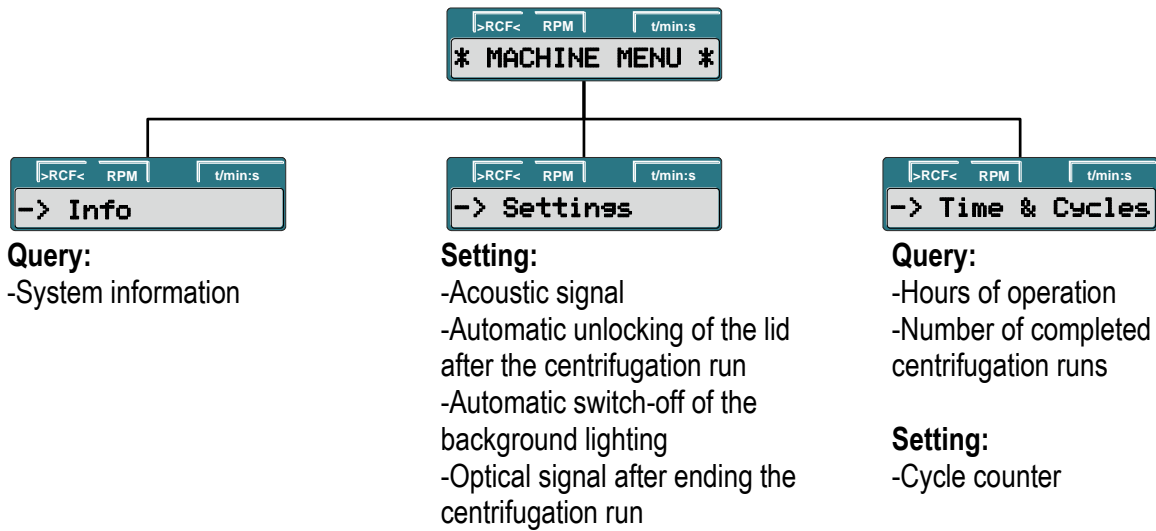 >RCF< RPM t/min:s
* MACHINE MENU *
>RCF< RPM t/min:s
-> Info
Query:
-System information
>RCF< RPM t/min:s
-> Settings
Setting:
-Acoustic signal
-Automatic unlocking of the lid
after the centrifugation run
-Automatic switch-off of the
background lighting
-Optical signal after ending the
centrifugation run
>RCF< RPM t/min:s
-> Time & Cycles
Query:
-Hours of operation
-Number of completed
centrifugation runs
Setting:
-Cycle counter